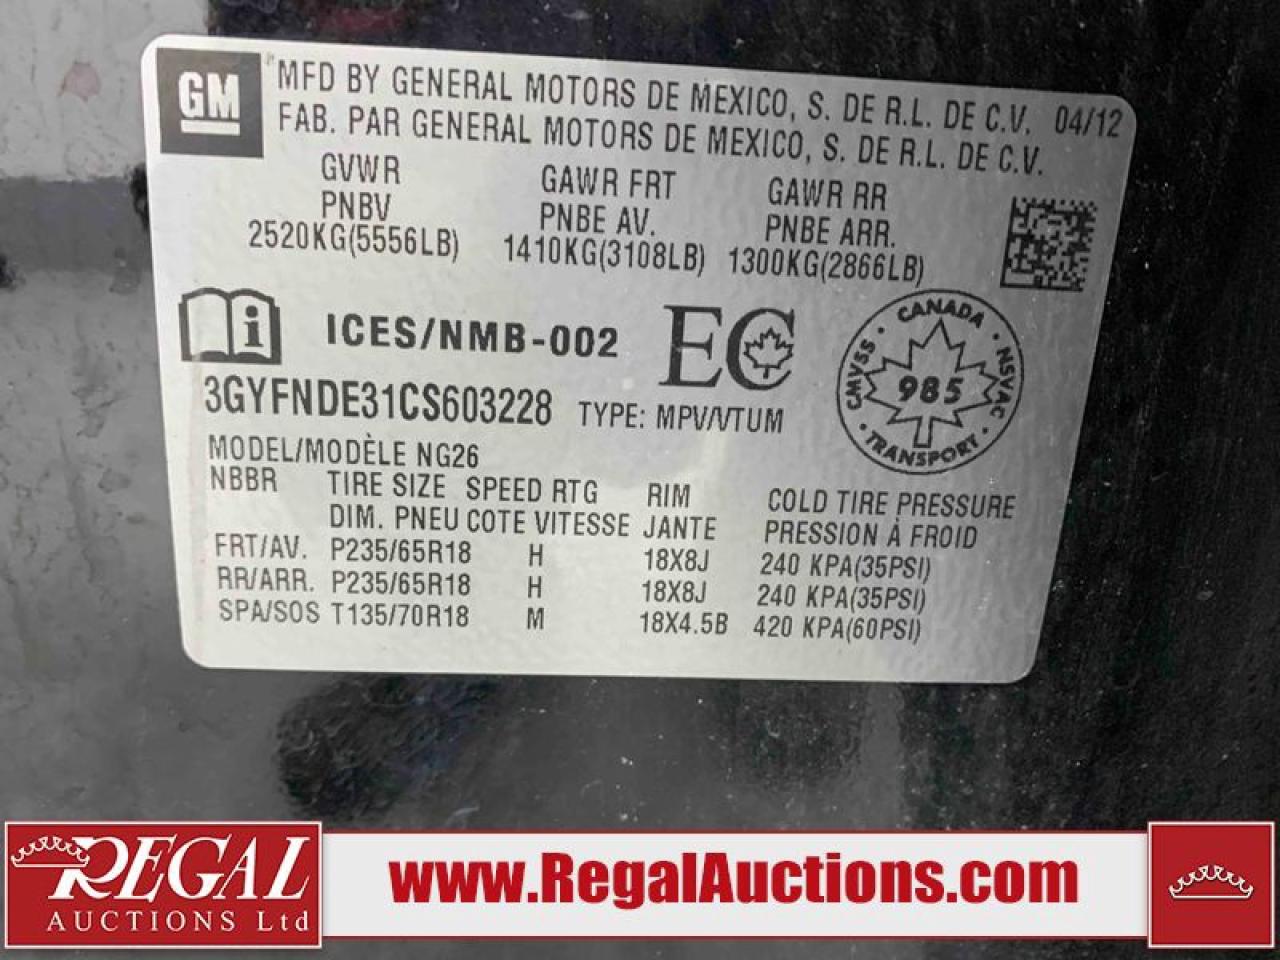 GM
MFD BY GENERAL MOTORS DE MEXICO, S. DE R.L. DE C.V. 04/12
FAB. PAR GENERAL MOTORS DE MEXICO, S. DE R.L. DE C.V.
GVWR GAWR FRT GAWR RR
PNBV PNBE AV. PNBE ARR.
2520KG(5556LB) 1410KG(3108LB) 1300KG(2866LB)
i ICES/NMB-002 EC
CANADA
CMVSS 985 NSVAC
TRANSPORT
3GYFNDE31CS603228 TYPE: MPV/VTUM
MODEL/MODÈLE NG26
NBBR TIRE SIZE SPEED RTG RIM COLD TIRE PRESSURE
DIM. PNEU COTE VITESSE JANTE PRESSION À FROID
FRT/AV. P235/65R18 H 18X8J 240 KPA(35PSI)
RR/ARR. P235/65R18 H 18X8J 240 KPA(35PSI)
SPA/SOS T135/70R18 M 18X4.5B 420 KPA(60PSI)
REGAL
AUCTIONS Ltd
www.RegalAuctions.com